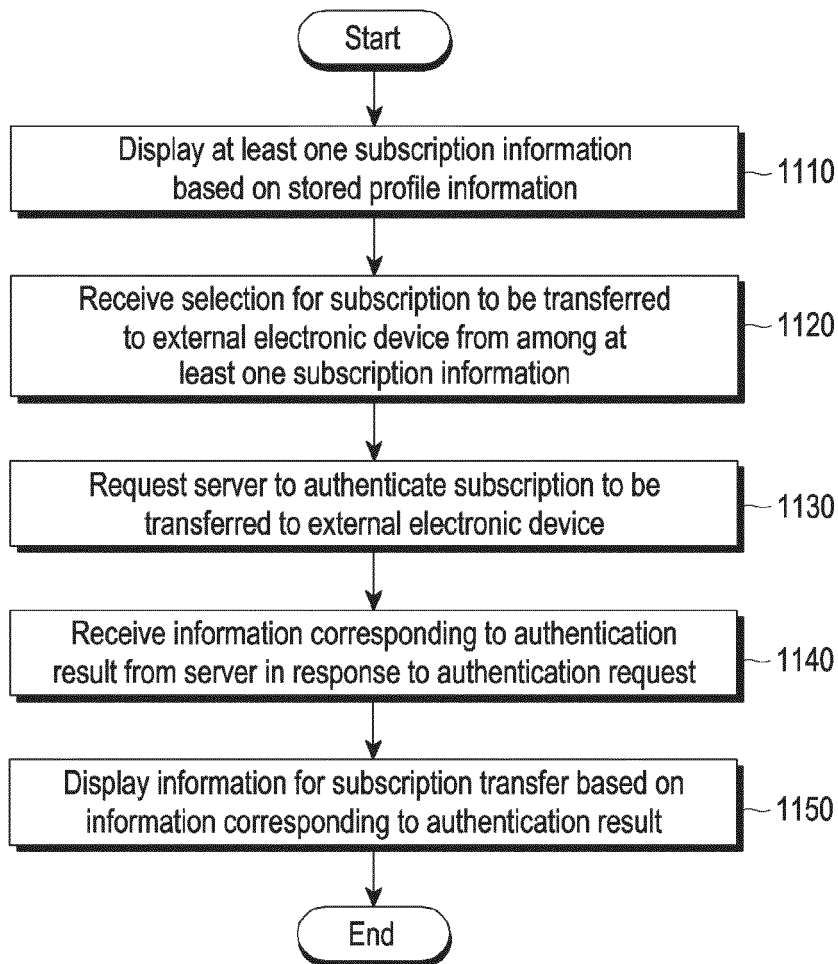 Start
Display at least one subscription information
based on stored profile information
1110
Receive selection for subscription to be transferred
to external electronic device from among at
least one subscription information
1120
Request server to authenticate subscription to be
transferred to external electronic device
1130
Receive information corresponding to authentication
result from server in response to authentication request
1140
Display information for subscription transfer based on
information corresponding to authentication result
1150
End